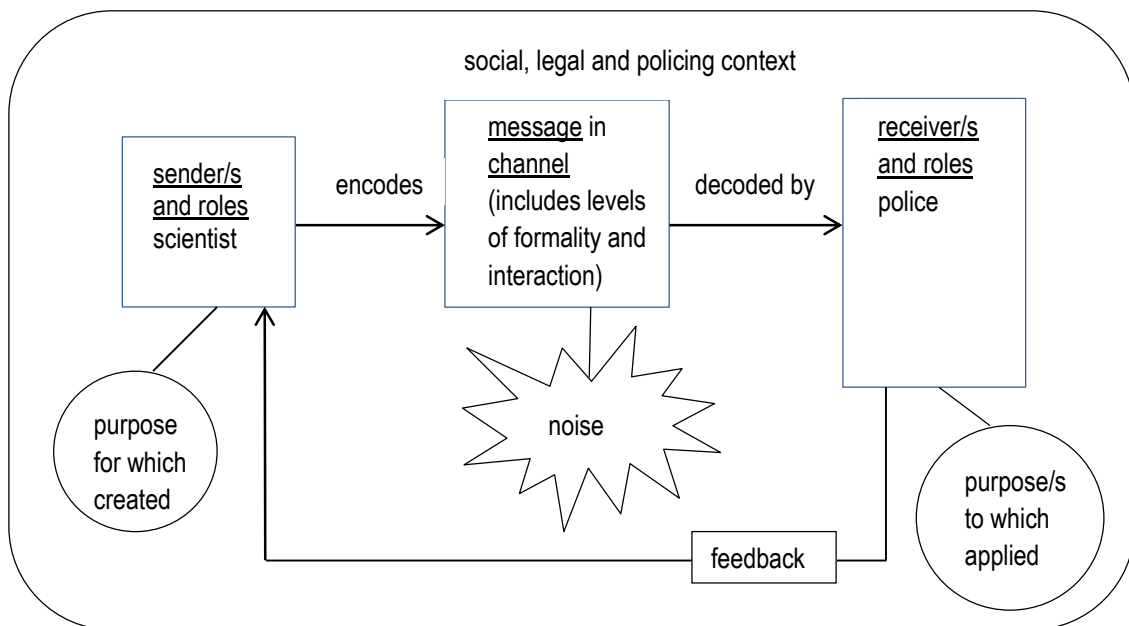 social, legal and policing context
sender/s
and roles
scientist
encodes
message in
channel
(includes levels
of formality and
interaction)
decoded by
receiver/s
and roles
police
purpose
for which
created
noise
feedback
purpose/s
to which
applied